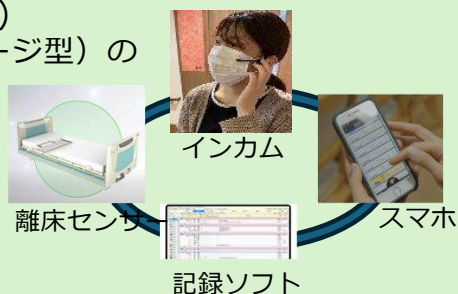 ）
ージ型）の
インカム
離床センサー
スマホ
記録ソフト